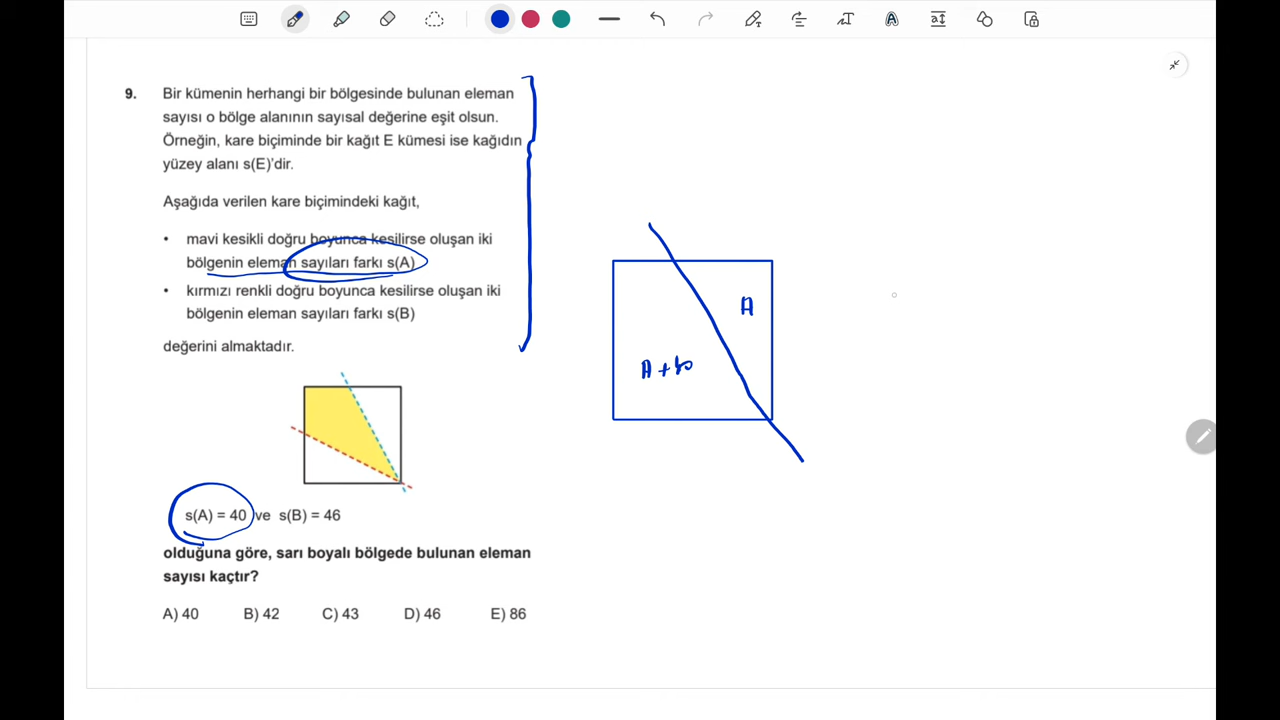 9. Bir kümenin herhangi bir bölgesinde bulunan eleman
sayısı o bölge alanının sayısal değerine eşit olsun.
Örneğin, kare biçiminde bir kağıt E kümesi ise kağıdın
yüzey alanı s(E)'dir.
Aşağıda verilen kare biçimindeki kağıt,
• mavi kesikli doğru boyunca kesilirse oluşan iki
bölgenin eleman sayıları farkı s(A)
• kırmızı renkli doğru boyunca kesilirse oluşan iki
bölgenin eleman sayıları farkı s(B)
değerini almaktadır.
s(A) = 40 ve s(B) = 46
olduğuna göre, sarı boyalı bölgede bulunan eleman
sayısı kaçtır?
A) 40 B) 42 C) 43 D) 46 E) 86
A
A + 40